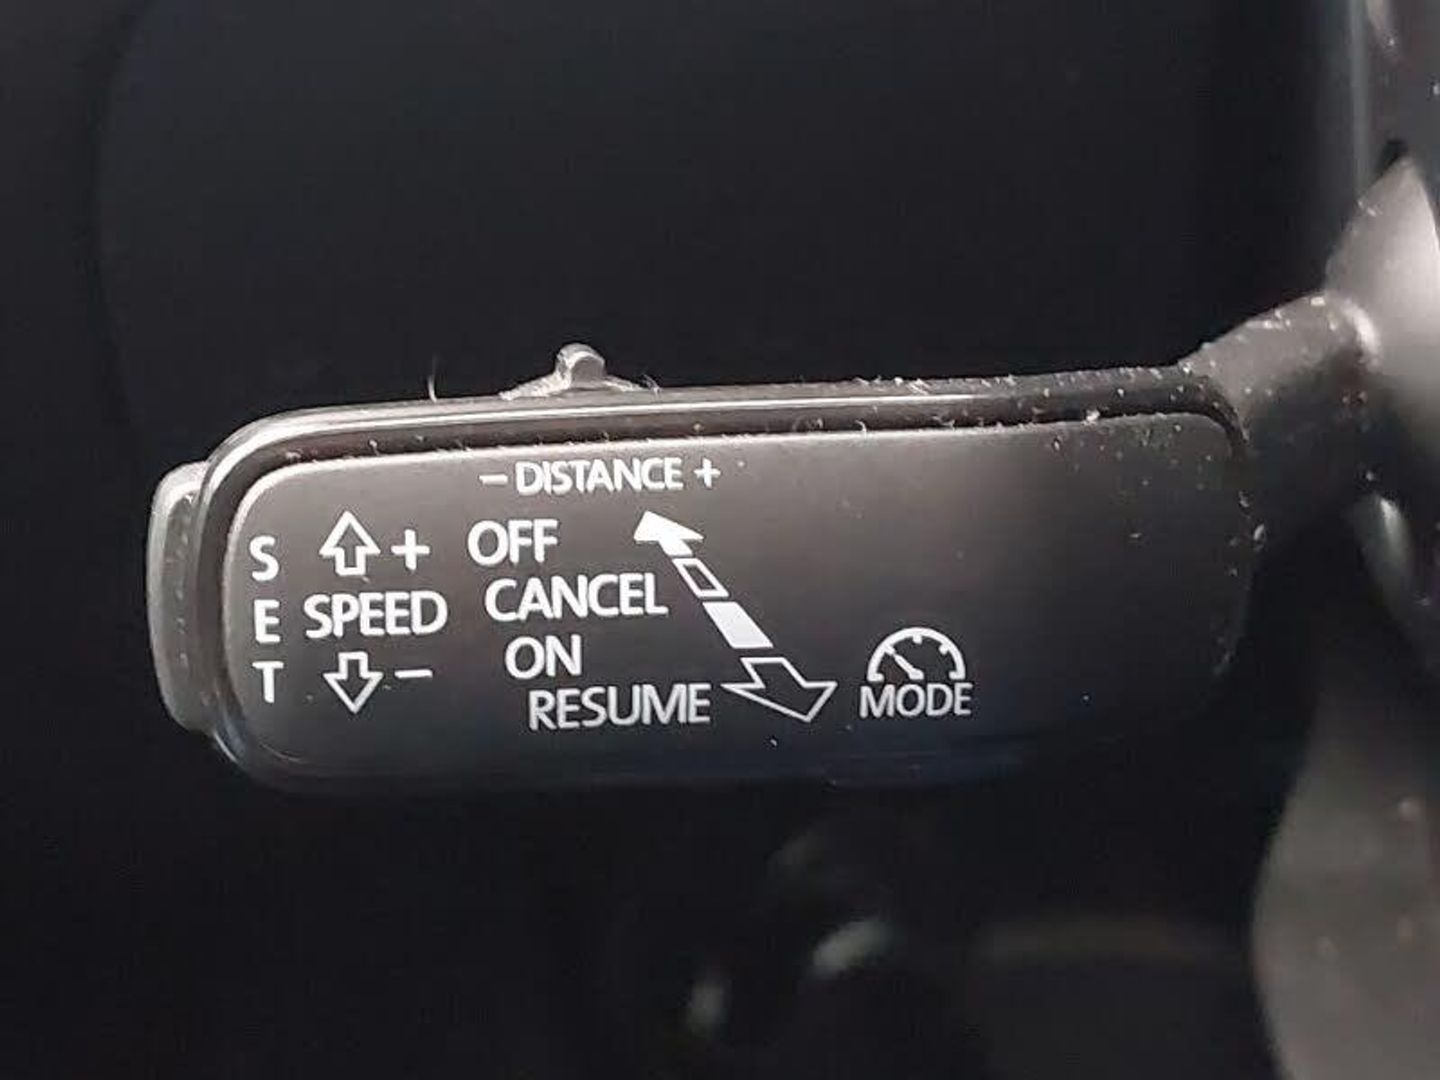 − DISTANCE +
S + OFF
CANCEL
E SPEED
ON
T −
RESUME
MODE